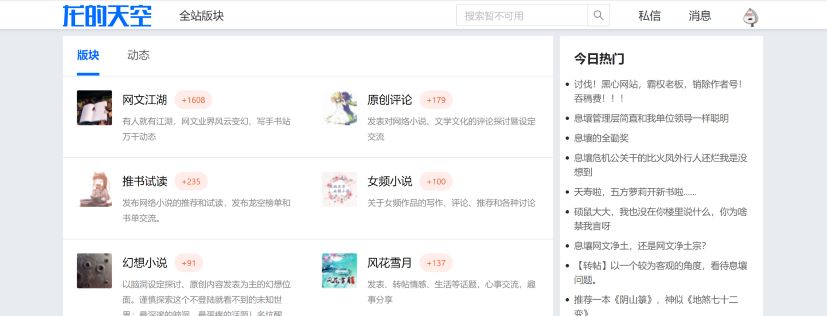 龙的天空
全站版块
搜索暂不可用
私信
消息
版块
动态
网文江湖
+1608
有人就有江湖，网文业界风云变幻，写手书站
万千动态
原创评论
+179
发表对网络小说、文学文化的评论探讨暨设定
交流
推书试读
+235
发布网络小说的推荐和试读，发布龙空榜单和
书单交流。
女频小说
+100
关于女频作品的写作、评论、推荐和各种讨论
幻想小说
+91
以脑洞设定探讨、原创内容发表为主的幻想位
面。谨慎探索这个不登陆就看不到的未知世
风花雪月
+137
发表、转帖情感、生活等话题，心事交流，趣
事分享
今日热门
讨伐！黑心网站，霸权老板，销除作者号！
吞稿费！！！
息壤管理层简直和我单位领导一样聪明
息壤的全勤奖
息壤危机公关干的比火凤外行人还烂我是没
想到
天寿啦，五方萝莉开新书啦……
硕鼠大大，我也没在你楼里说什么，你为啥
禁我言呀
息壤网文净土，还是网文净土宗？
【转帖】以一个较为客观的角度，看待息壤
问题。
推荐一本《阴山箓》，神似《地煞七十二
变》